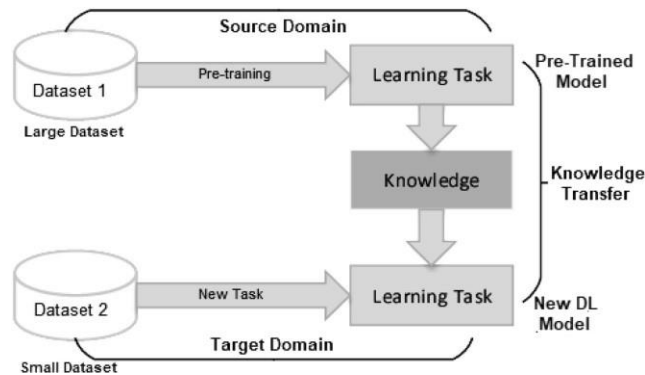 Source Domain
Dataset 1
Large Dataset
Pre-training
Learning Task
Pre-Trained
Model
Knowledge
Knowledge
Transfer
Dataset 2
Small Dataset
New Task
Learning Task
New DL
Model
Target Domain